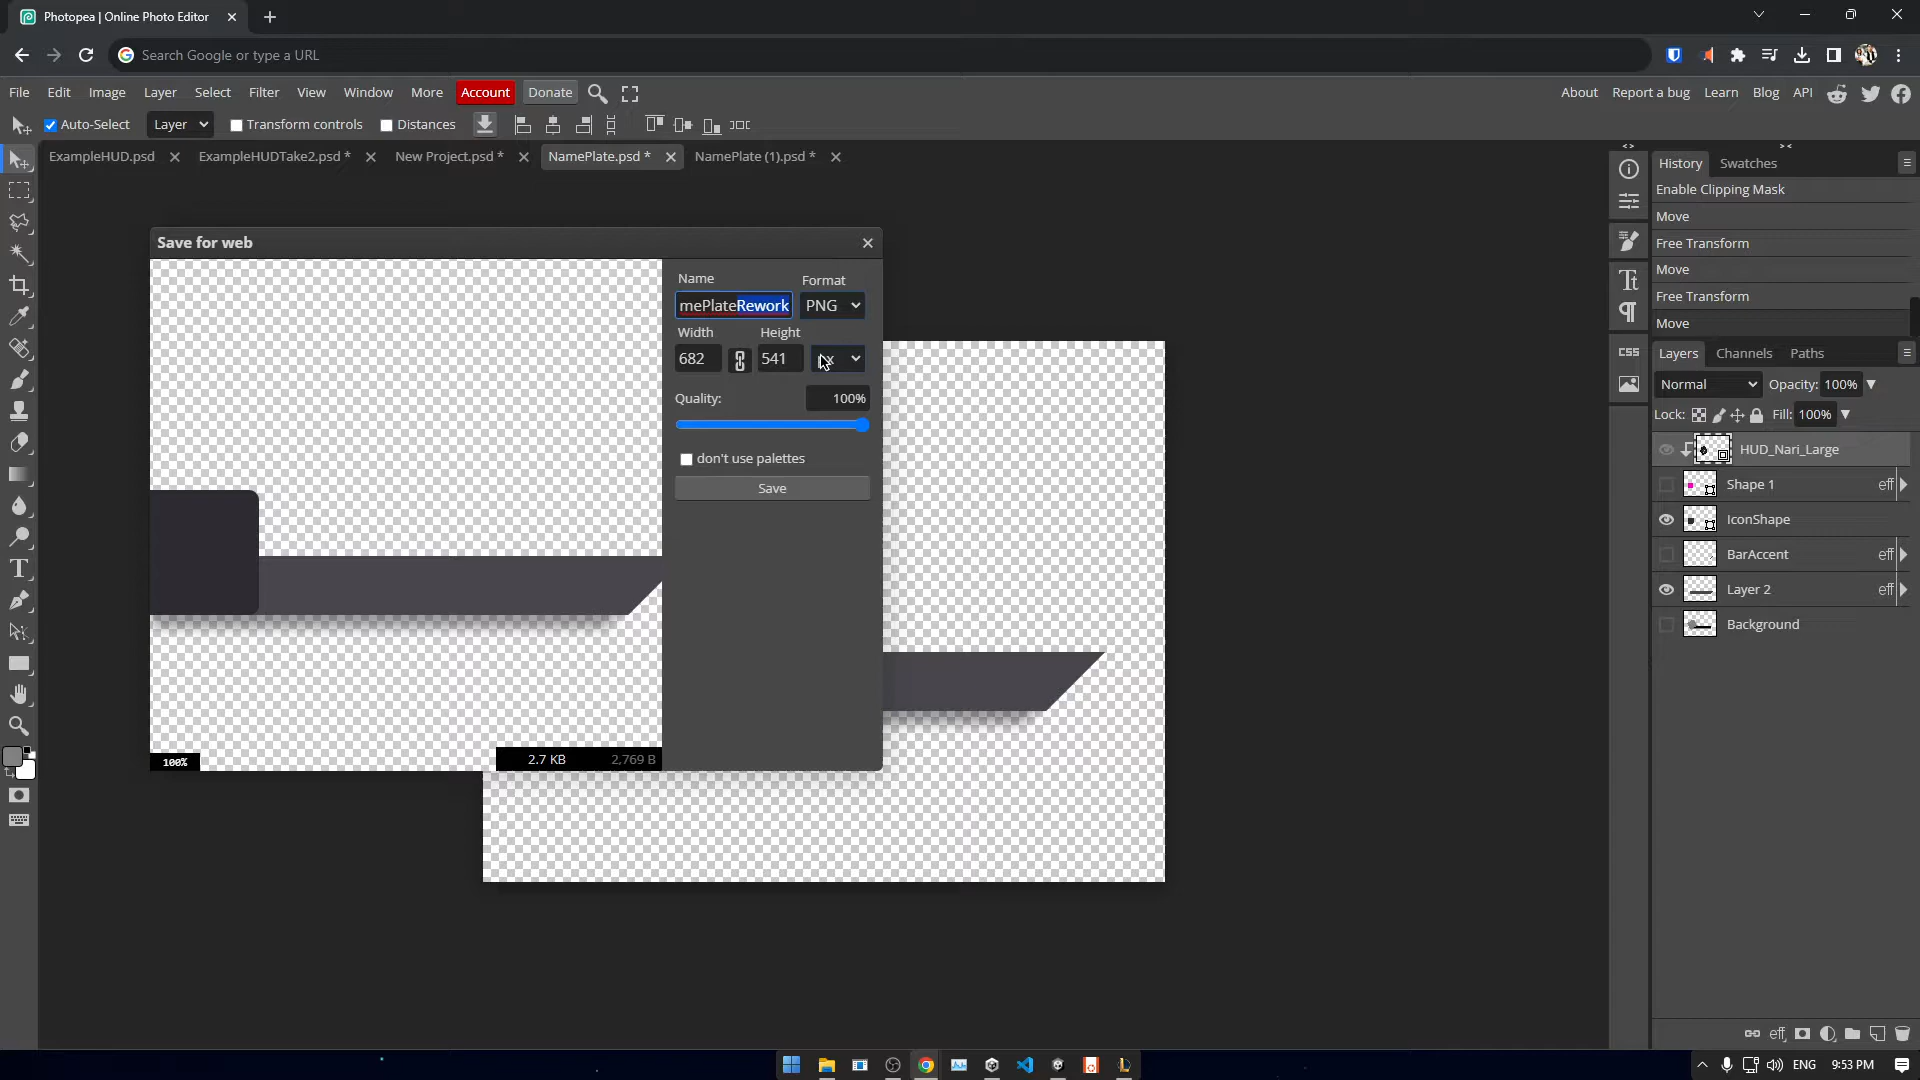 Photopea | Online Photo Editor
Search Google or type a URL
File Edit Image Layer Select Filter View Window More Account Donate
About Report a bug Learn Blog API
Auto-Select Layer Transform controls Distances
ExampleHUD.psd ExampleHUDTake2.psd * New Project.psd * NamePlate.psd * NamePlate (1).psd *
History Swatches
Enable Clipping Mask
Move
Free Transform
Move
Free Transform
Move
Save for web
Name Format
mePlateRework PNG
Width Height
682 541
Quality: 100%
don't use palettes
Save
100%
2.7 KB 2,769 B
CSS
Layers Channels Paths
Normal Opacity: 100%
Lock: Fill: 100%
HUD_Nari_Large
Shape 1 eff
IconShape
BarAccent eff
Layer 2 eff
Background
eff
ENG 9:53 PM